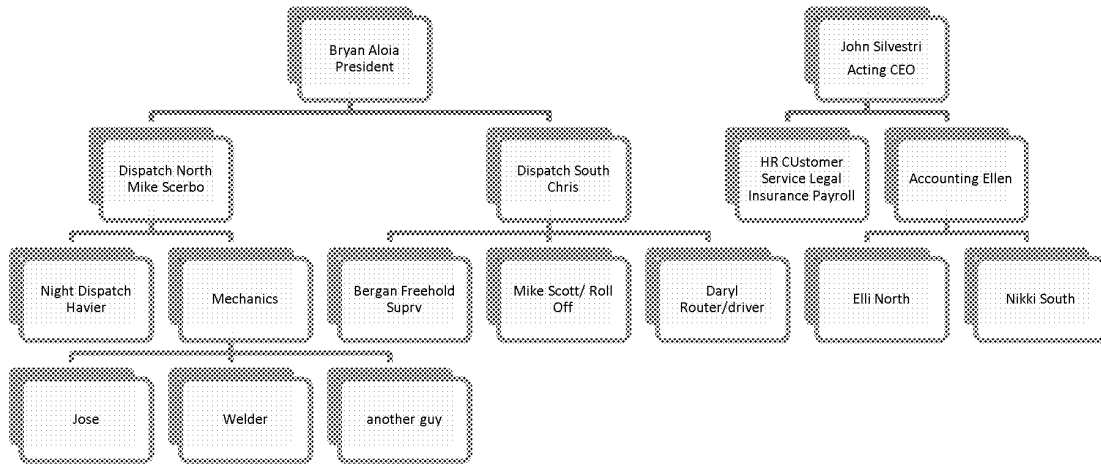 Bryan Aloia
President
John Silvestri
Acting CEO
Dispatch North
Mike Scerbo
Dispatch South
Chris
HR CUstomer
Service Legal
Insurance Payroll
Accounting Ellen
Night Dispatch
Havier
Mechanics
Bergan Freehold
Suprv
Mike Scott/ Roll
Off
Daryl
Router/driver
Elli North
Nikki South
Jose
Welder
another guy